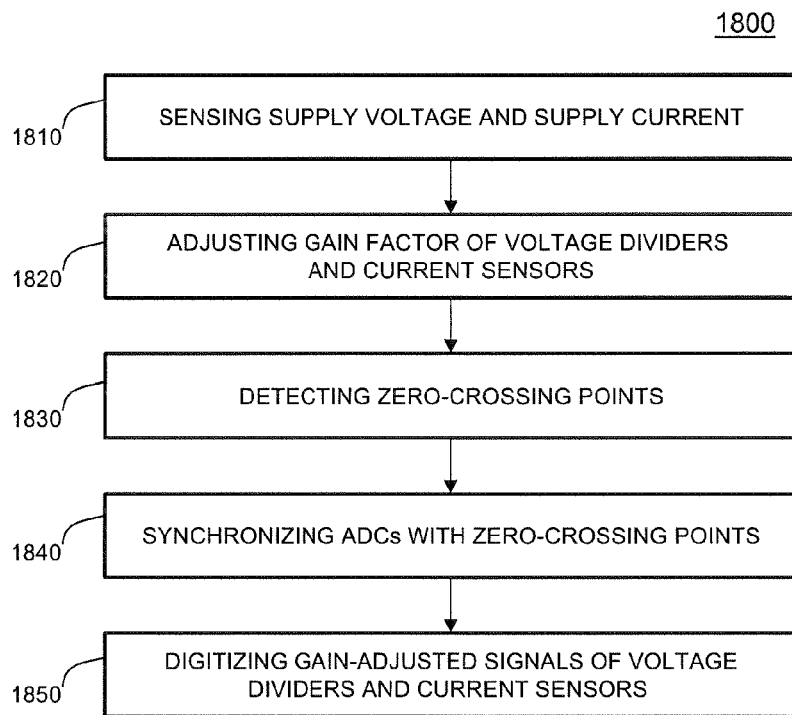 1800
1810
SENSING SUPPLY VOLTAGE AND SUPPLY CURRENT
1820
ADJUSTING GAIN FACTOR OF VOLTAGE DIVIDERS
AND CURRENT SENSORS
1830
DETECTING ZERO-CROSSING POINTS
1840
SYNCHRONIZING ADCs WITH ZERO-CROSSING POINTS
1850
DIGITIZING GAIN-ADJUSTED SIGNALS OF VOLTAGE
DIVIDERS AND CURRENT SENSORS